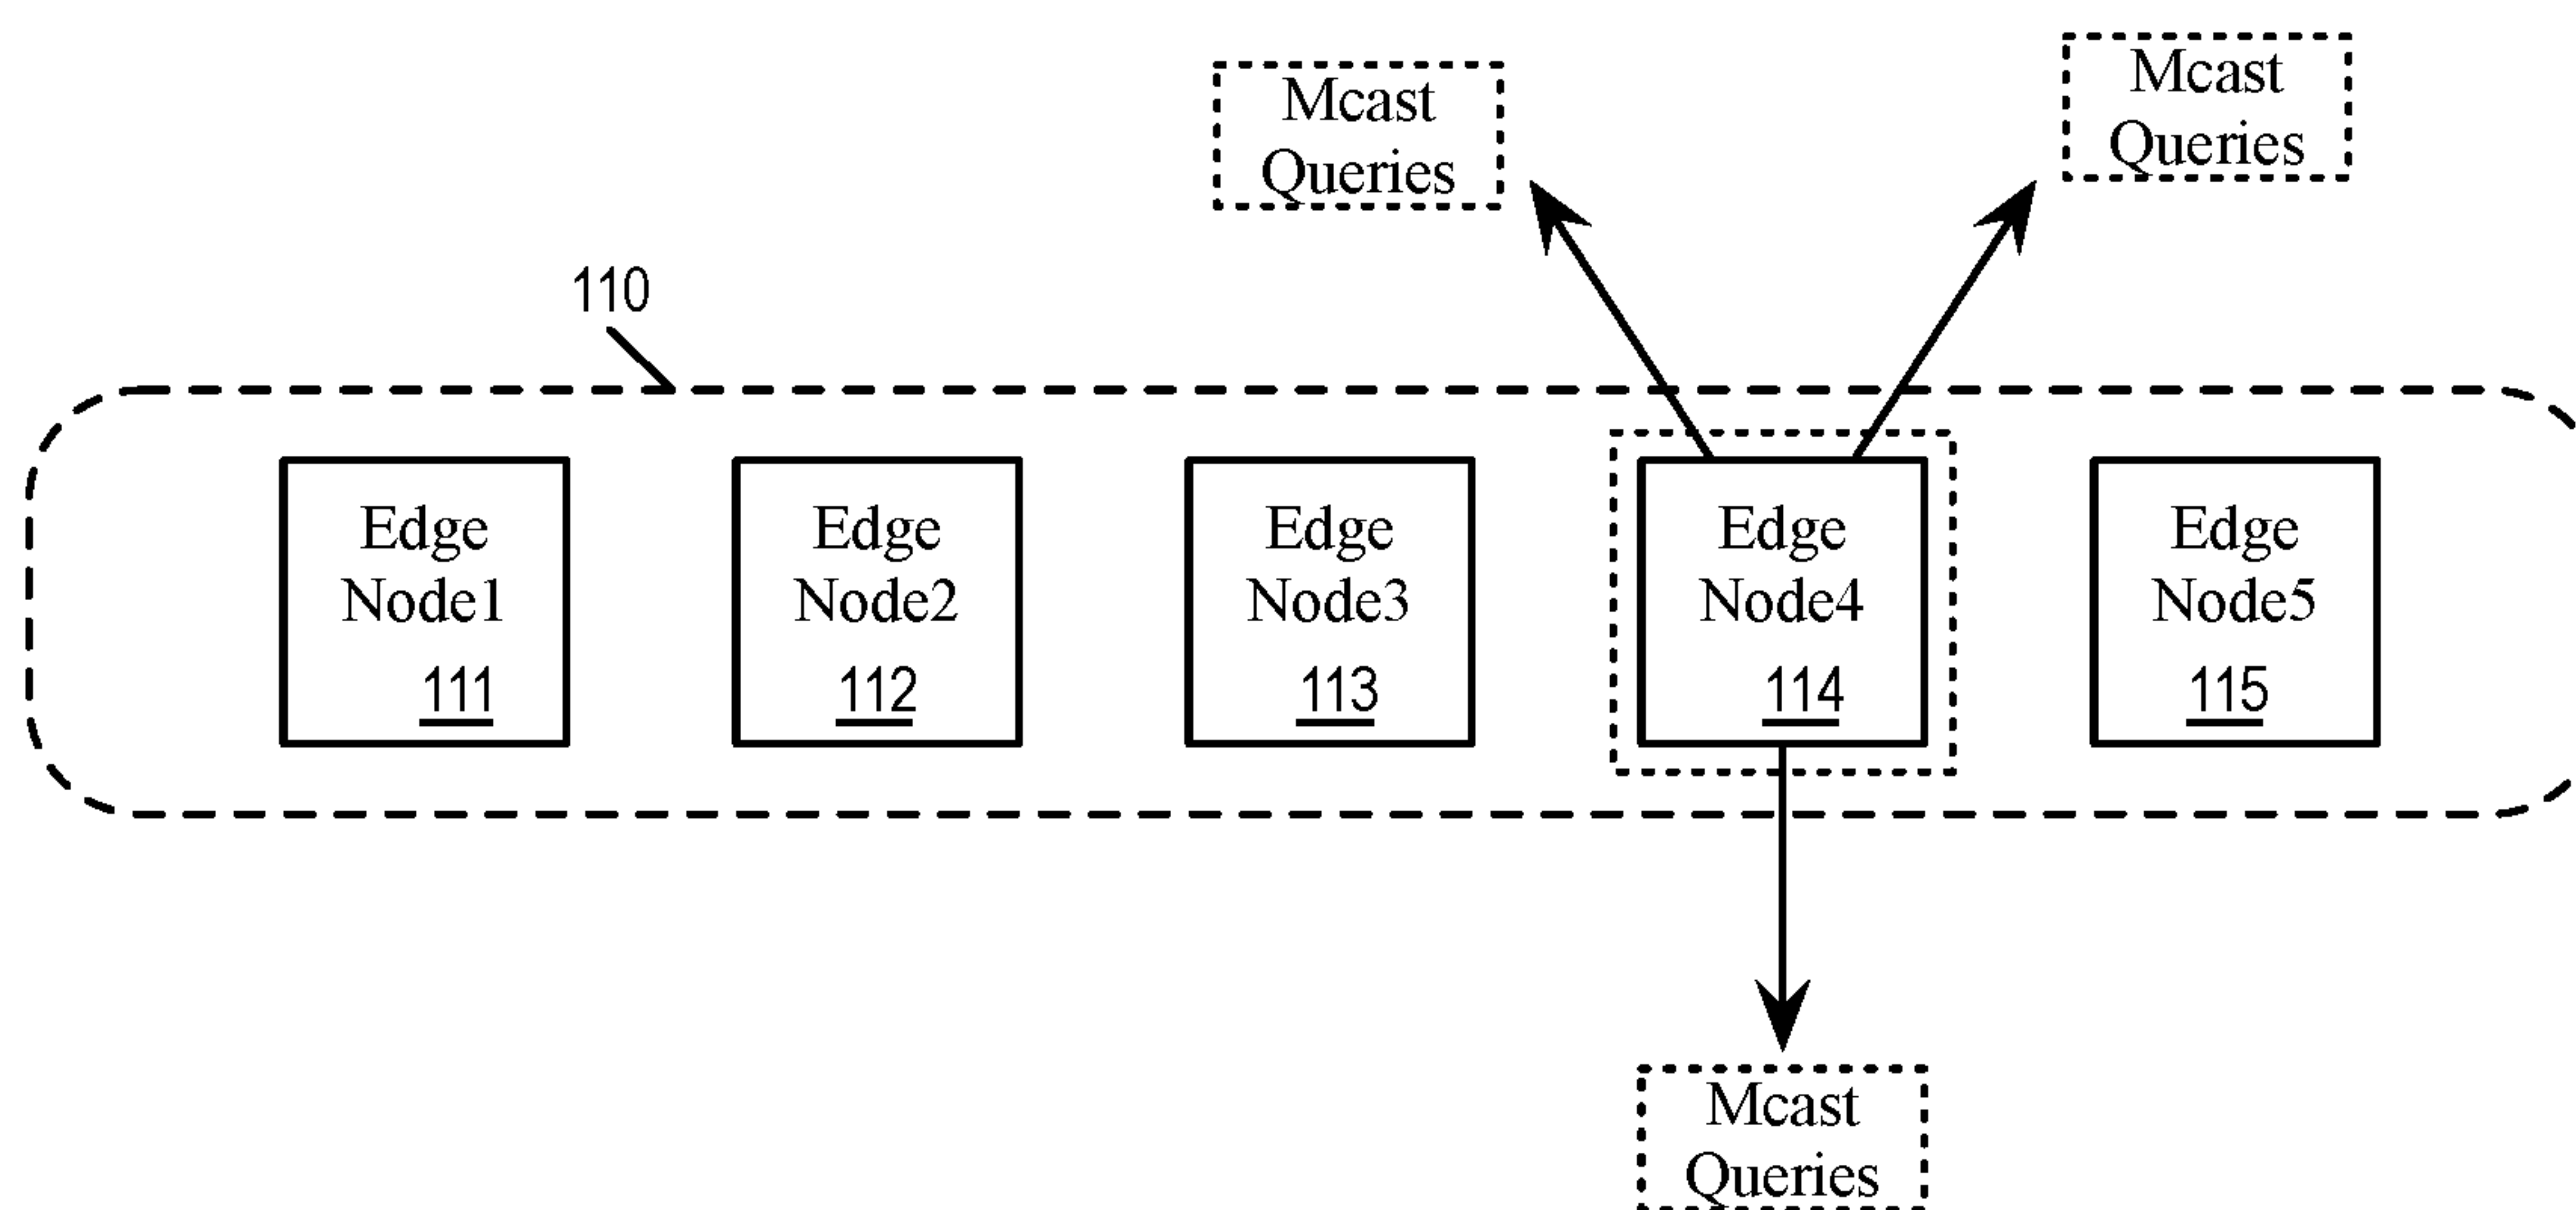 Mcast
Queries
Mcast
Queries
110
Edge
Node1
111
Edge
Node2
112
Edge
Node3
113
Edge
Node4
114
Edge
Node5
115
Mcast
Queries